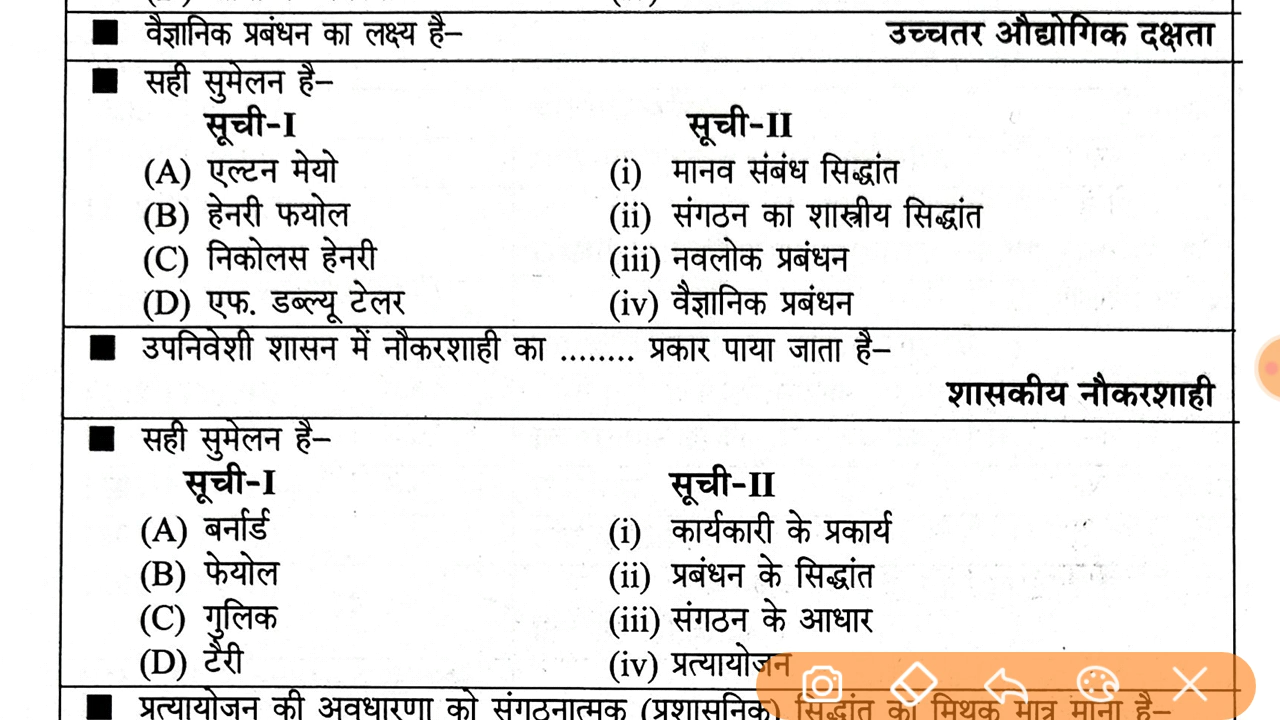 ■ वैज्ञानिक प्रबंधन का लक्ष्य है– उच्चतर औद्योगिक दक्षता
■ सही सुमेलन है–
सूची-I सूची-II
(A) एल्टन मेयो (i) मानव संबंध सिद्धांत
(B) हेनरी फयोल (ii) संगठन का शास्त्रीय सिद्धांत
(C) निकोलस हेनरी (iii) नवलोक प्रबंधन
(D) एफ. डब्ल्यू टेलर (iv) वैज्ञानिक प्रबंधन
■ उपनिवेशी शासन में नौकरशाही का ........ प्रकार पाया जाता है–
शासकीय नौकरशाही
■ सही सुमेलन है–
सूची-I सूची-II
(A) बर्नार्ड (i) कार्यकारी के प्रकार्य
(B) फेयोल (ii) प्रबंधन के सिद्धांत
(C) गुलिक (iii) संगठन के आधार
(D) टैरी (iv) प्रत्यायोजन
■ प्रत्यायोजन की अवधारणा को संगठनात्मक (प्रशासनिक) सिद्धांत का मिथक मात्र माना है–